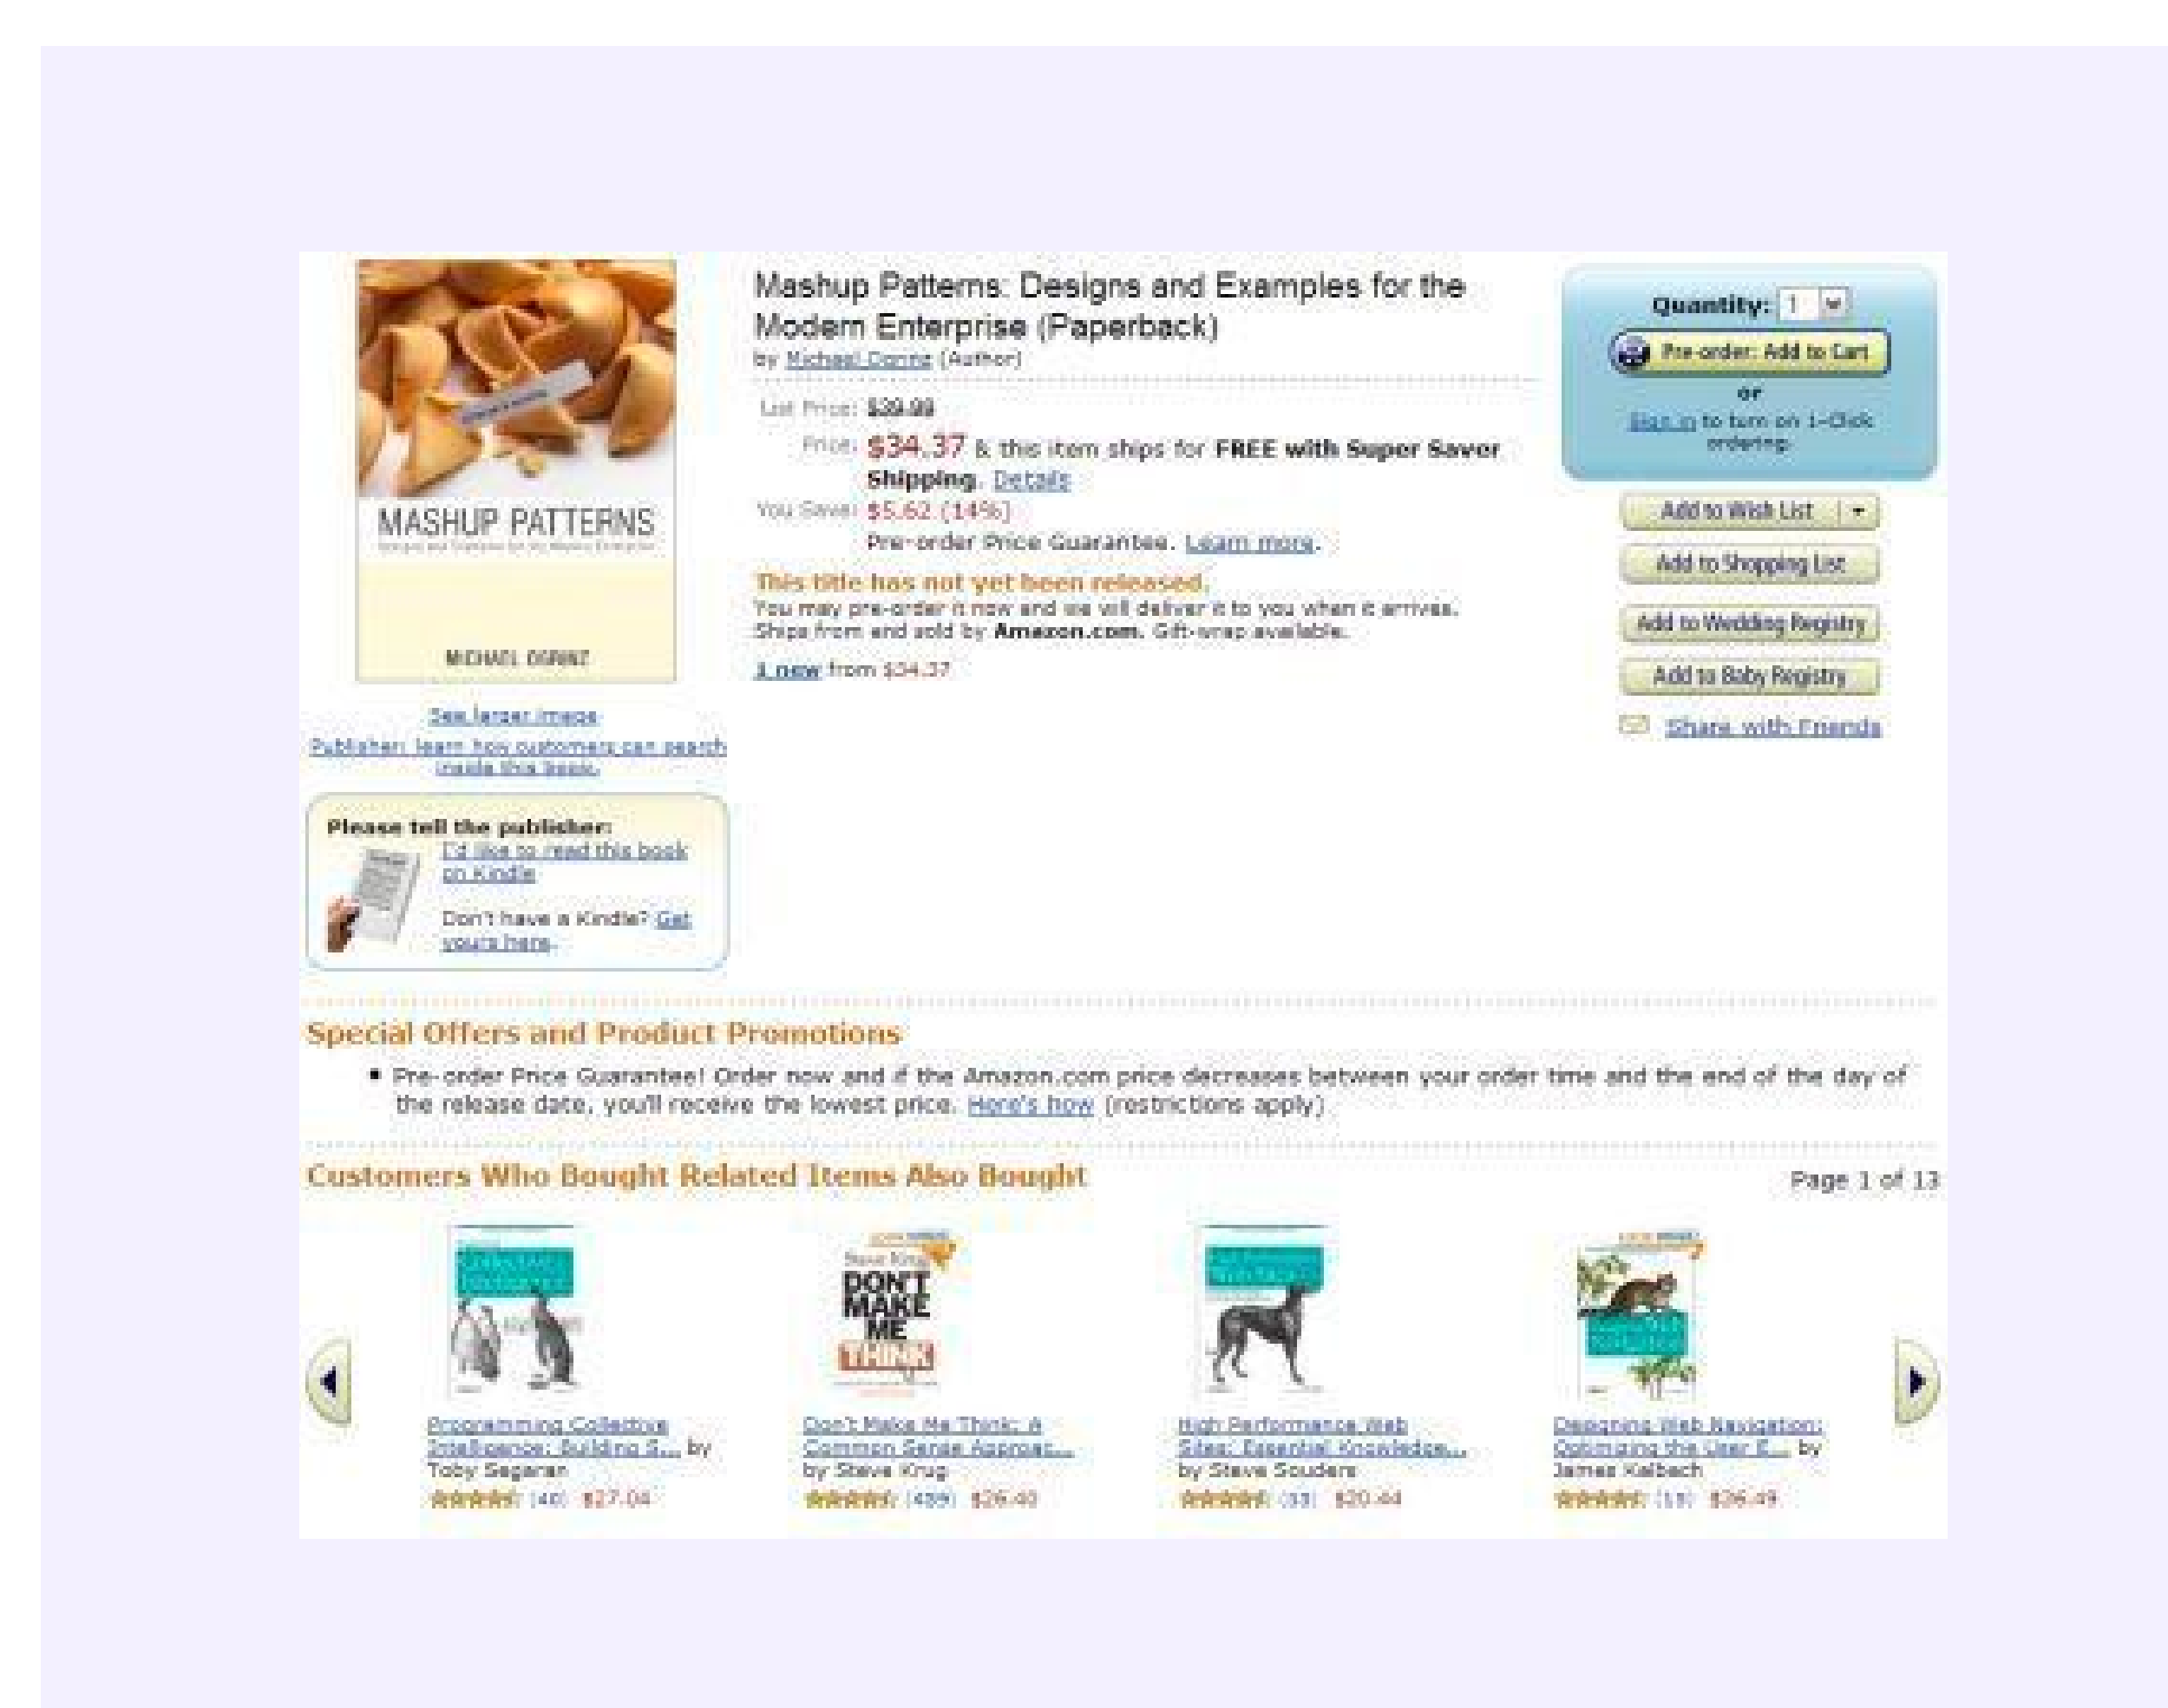 Mashup Patterns: Designs and Examples for the
Modern Enterprise (Paperback)
by Michael Ogrinz (Author)
List Price: $39.99
Price: $34.37 & this item ships for FREE with Super Saver
Shipping. Details
You Save: $5.62 (14%)
Pre-order Price Guarantee. Learn more.
This title has not yet been released.
You may pre-order it now and we will deliver it to you when it arrives.
Ships from and sold by Amazon.com. Gift-wrap available.
1 new from $34.37
MASHUP PATTERNS
Designs and Examples for the Modern Enterprise
MICHAEL OGRINZ
See larger image
Publisher: learn how customers can search
inside this book.
Please tell the publisher:
I'd like to read this book
on Kindle
Don't have a Kindle? Get
yours here.
Quantity: 1
Pre-order: Add to Cart
or
Sign in to turn on 1-Click
ordering.
Add to Wish List
Add to Shopping List
Add to Wedding Registry
Add to Baby Registry
Share with Friends
Special Offers and Product Promotions
Pre-order Price Guarantee! Order now and if the Amazon.com price decreases between your order time and the end of the day of
the release date, you'll receive the lowest price. Here's how (restrictions apply)
Customers Who Bought Related Items Also Bought
Page 1 of 13
Collective
Intelligence
Programming Collective
Intelligence: Building S... by
Toby Segaran
(40) $27.04
Steve Krug
DON'T
MAKE
ME
THINK
Don't Make Me Think: A
Common Sense Approac...
by Steve Krug
(459) $26.40
High Performance Web
Sites: Essential Knowledge...
by Steve Souders
$20.44
Designing Web Navigation:
Optimizing the User E... by
James Kalbach
$36.49